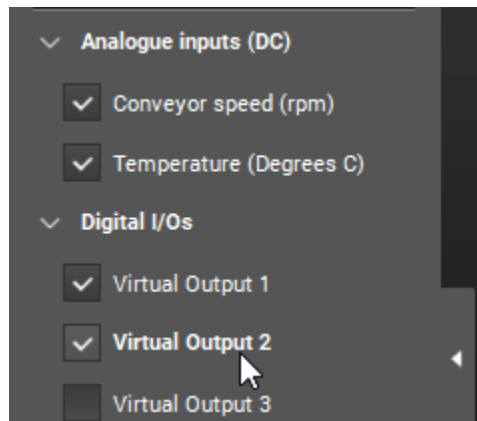 Analogue inputs (DC)
Conveyor speed (rpm)
Temperature (Degrees C)
Digital I/Os
Virtual Output 1
Virtual Output 2
Virtual Output 3